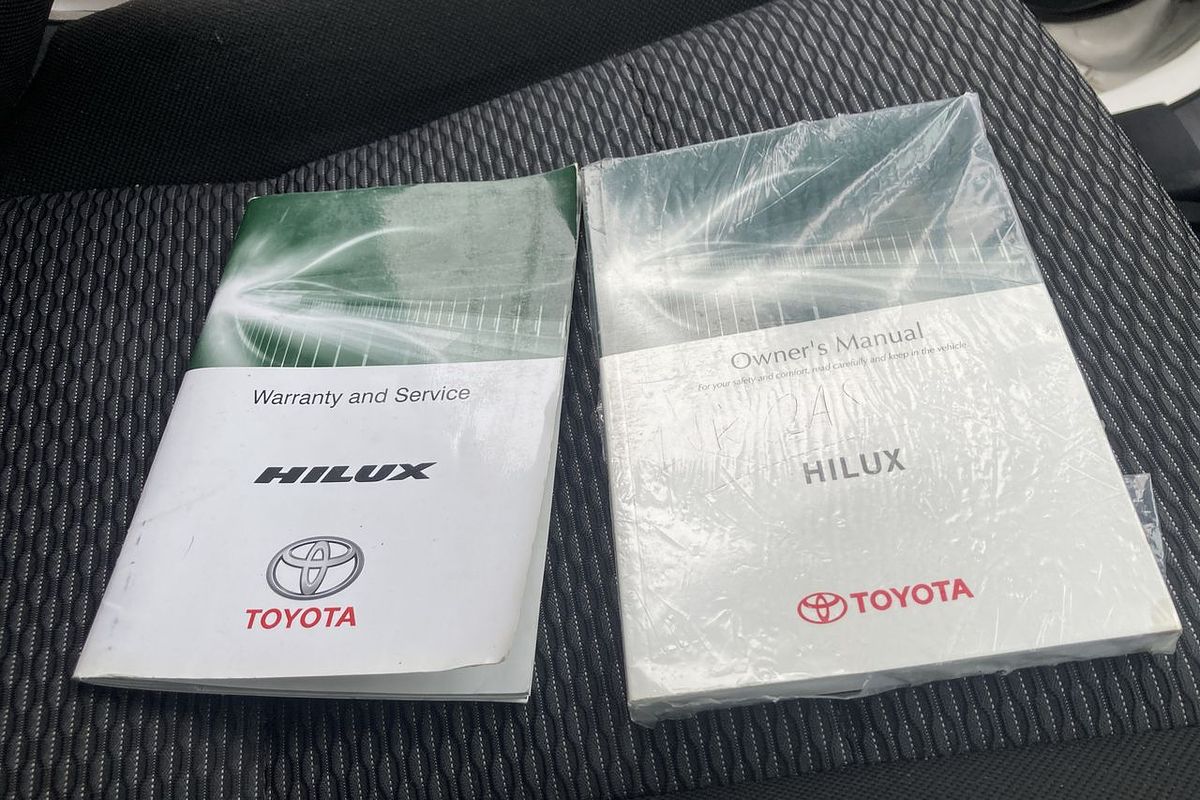 Warranty and Service
HILUX
TOYOTA
Owner's Manual
For your safety and comfort, read carefully and keep in the vehicle
HILUX
TOYOTA